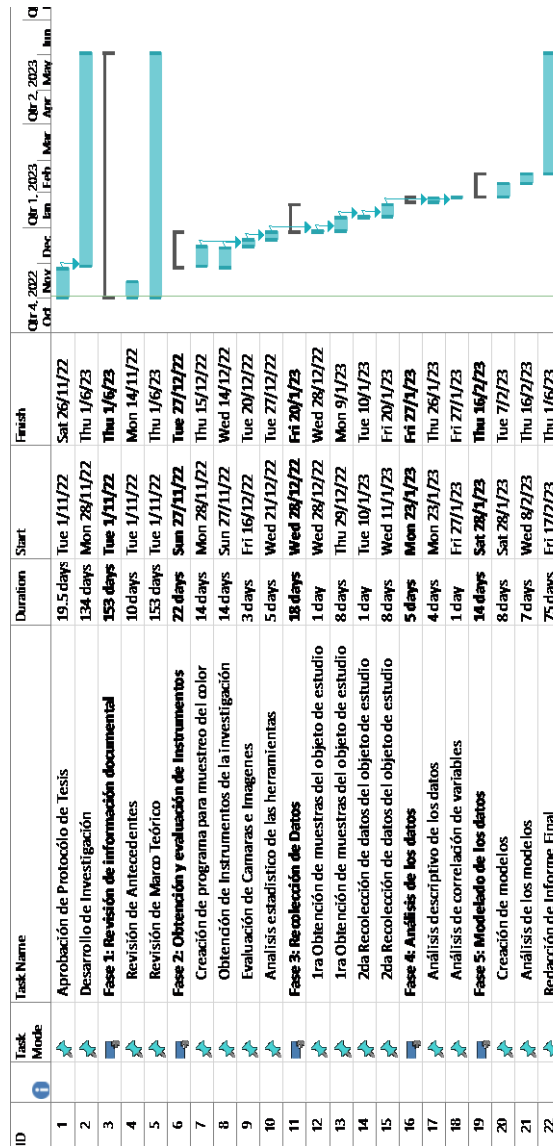 ID Task Mode Task Name Duration Start Finish Qtr 4, 2022 Qtr 1, 2023 Qtr 2, 2023
Oct Nov Dec Jan Feb Mar Apr May Jun
1 Aprobación de Protocólo de Tesis 19.5 days Tue 1/11/22 Sat 26/11/22
2 Desarrollo de Investigación 134 days Mon 28/11/22 Thu 1/6/23
3 Fase 1: Revisión de información documental 153 days Tue 1/11/22 Thu 1/6/23
4 Revisión de Antecedentes 10 days Tue 1/11/22 Mon 14/11/22
5 Revisión de Marco Teórico 153 days Tue 1/11/22 Thu 1/6/23
6 Fase 2: Obtención y evaluación de Instrumentos 22 days Sun 27/11/22 Tue 27/12/22
7 Creación de programa para muestreo del color 14 days Mon 28/11/22 Thu 15/12/22
8 Obtención de Instrumentos de la investigación 14 days Sun 27/11/22 Wed 14/12/22
9 Evaluación de Camaras e Imagenes 3 days Fri 16/12/22 Tue 20/12/22
10 Analisis estadistico de las herramientas 5 days Wed 21/12/22 Tue 27/12/22
11 Fase 3: Recolección de Datos 18 days Wed 28/12/22 Fri 20/1/23
12 1ra Obtención de muestras del objeto de estudio 1 day Wed 28/12/22 Wed 28/12/22
13 1ra Obtención de muestras del objeto de estudio 8 days Thu 29/12/22 Mon 9/1/23
14 2da Recolección de datos del objeto de estudio 1 day Tue 10/1/23 Tue 10/1/23
15 2da Recolección de datos del objeto de estudio 8 days Wed 11/1/23 Fri 20/1/23
16 Fase 4: Análisis de los datos 5 days Mon 23/1/23 Fri 27/1/23
17 Análisis descriptivo de los datos 4 days Mon 23/1/23 Thu 26/1/23
18 Análisis de correlación de variables 1 day Fri 27/1/23 Fri 27/1/23
19 Fase 5: Modelado de los datos 14 days Sat 28/1/23 Thu 16/2/23
20 Creación de modelos 8 days Sat 28/1/23 Tue 7/2/23
21 Análisis de los modelos 7 days Wed 8/2/23 Thu 16/2/23
22 Redacción de Informe Final 75 days Fri 17/2/23 Thu 1/6/23